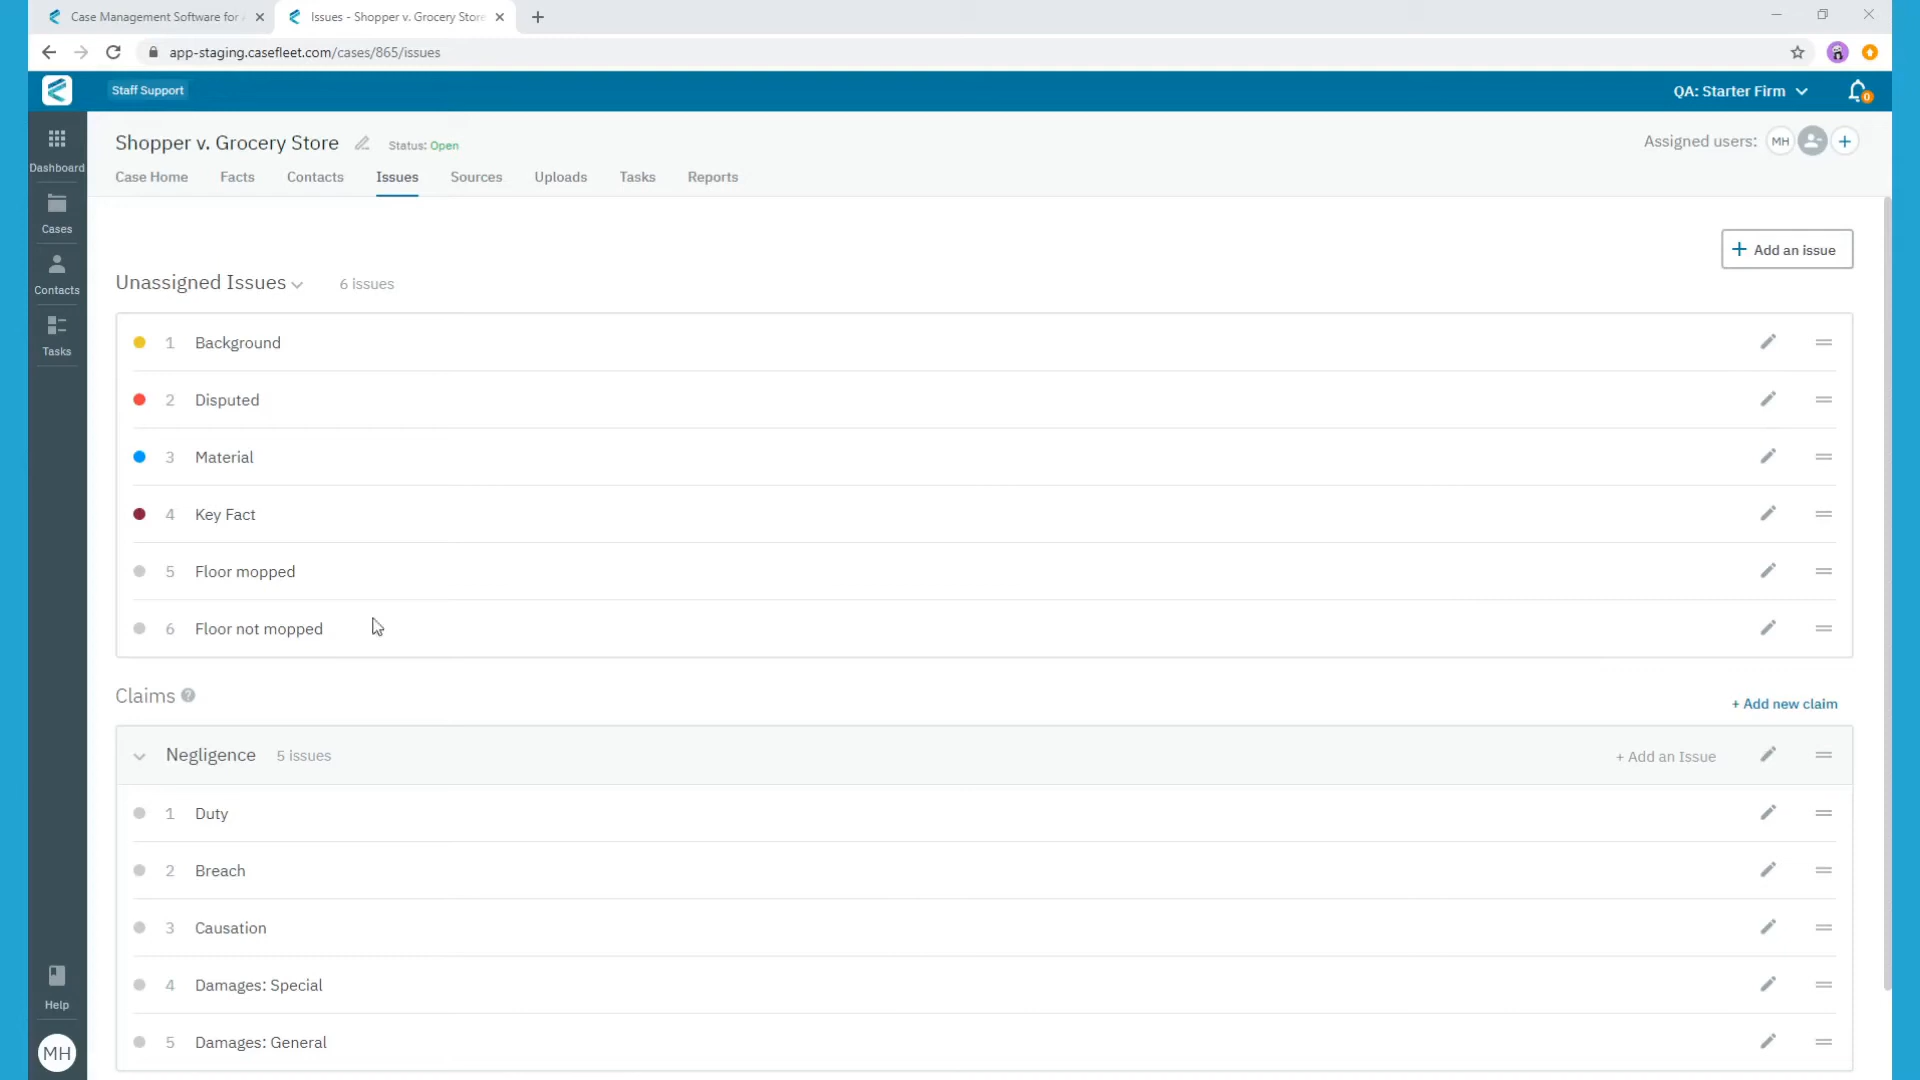 Case Management Software for
Issues - Shopper v. Grocery Store
app-staging.casefleet.com/cases/865/issues
Staff Support
QA: Starter Firm
0
Dashboard
Cases
Contacts
Tasks
Help
MH
Shopper v. Grocery Store
Status: Open
Assigned users: MH
Case Home Facts Contacts Issues Sources Uploads Tasks Reports
+ Add an issue
Unassigned Issues 6 issues
1 Background
2 Disputed
3 Material
4 Key Fact
5 Floor mopped
6 Floor not mopped
Claims ?
+ Add new claim
Negligence 5 issues
+ Add an Issue
1 Duty
2 Breach
3 Causation
4 Damages: Special
5 Damages: General